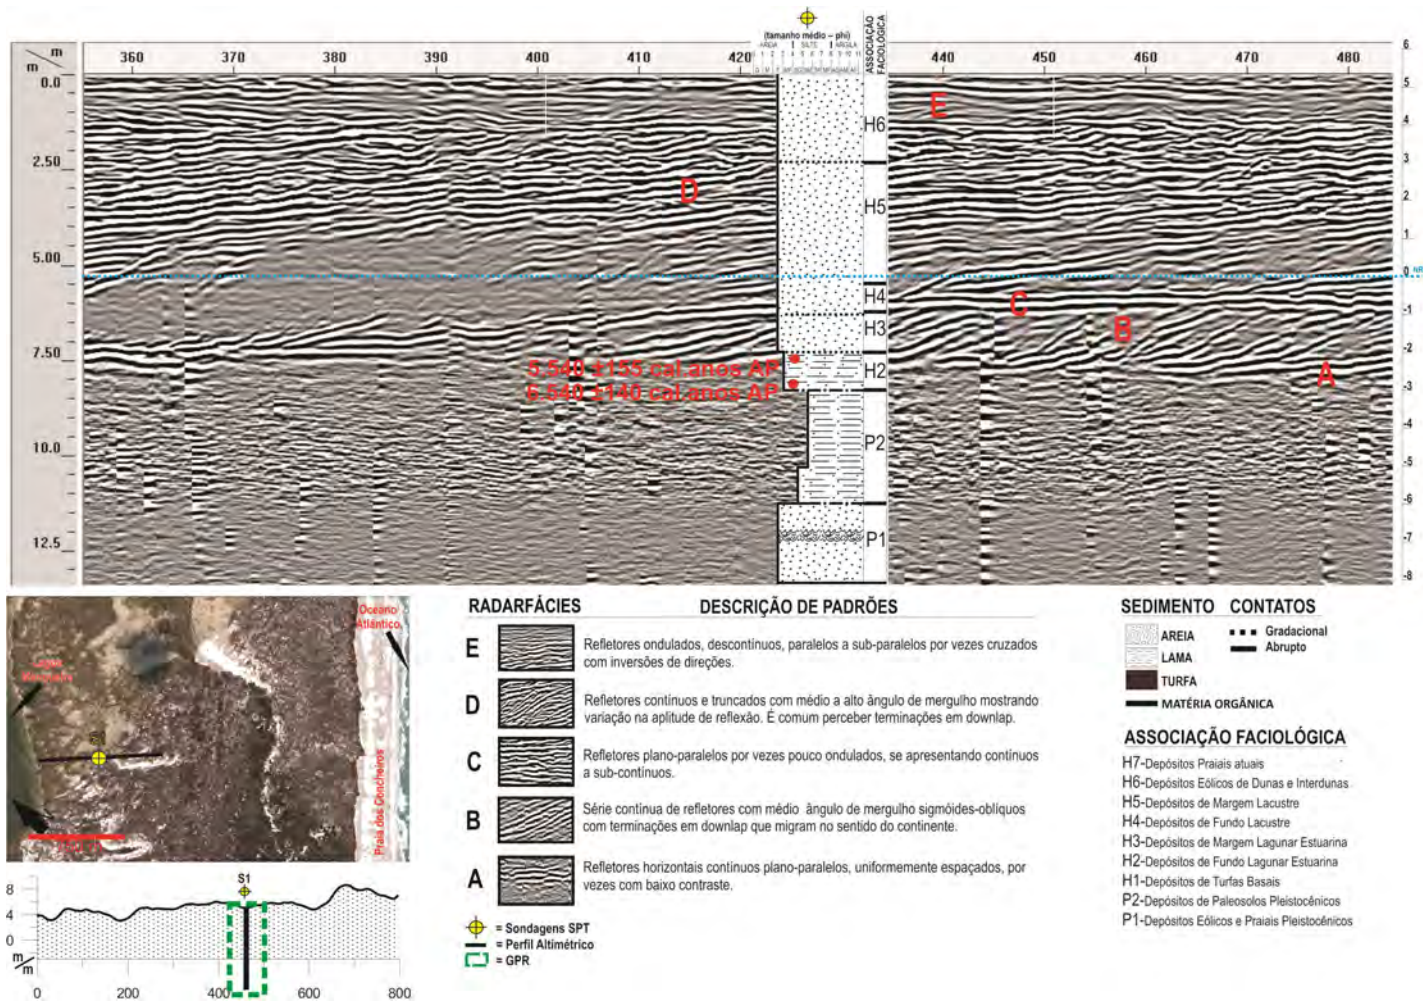 m
m
360
370
380
390
401
410
420
440
450
460
470
480
(tamanho médio – phi)
AREIA
SILTE
ARGILA
ASSOCIAÇÃO
FACIOLÓGICA
0.0
2.50
5.00
7.50
10.0
12.5
6
5
4
3
2
1
0 NR
-1
-2
-3
-4
-5
-6
-7
-8
E
D
C
B
A
H6
H5
H4
H3
H2
P2
P1
5.540 ±155 cal.anos AP
6.540 ±140 cal.anos AP
Oceano
Atlântico
Lagoa
Praia dos Concheiros
S1
8
4
0
m
m
0
200
400
600
800
RADARFÁCIES
DESCRIÇÃO DE PADRÕES
E
Refletores ondulados, descontínuos, paralelos a sub-paralelos por vezes cruzados
com inversões de direções.
D
Refletores contínuos e truncados com médio a alto ângulo de mergulho mostrando
variação na aplitude de reflexão. É comum perceber terminações em downlap.
C
Refletores plano-paralelos por vezes pouco ondulados, se apresentando contínuos
a sub-contínuos.
B
Série contínua de refletores com médio ângulo de mergulho sigmóides-oblíquos
com terminações em downlap que migram no sentido do continente.
A
Refletores horizontais contínuos plano-paralelos, uniformemente espaçados, por
vezes com baixo contraste.
= Sondagens SPT
= Perfil Altimétrico
= GPR
SEDIMENTO
AREIA
LAMA
TURFA
MATÉRIA ORGÂNICA
CONTATOS
Gradacional
Abrupto
ASSOCIAÇÃO FACIOLÓGICA
H7-Depósitos Praiais atuais
H6-Depósitos Eólicos de Dunas e Interdunas
H5-Depósitos de Margem Lacustre
H4-Depósitos de Fundo Lacustre
H3-Depósitos de Margem Lagunar Estuarina
H2-Depósitos de Fundo Lagunar Estuarina
H1-Depósitos de Turfas Basais
P2-Depósitos de Paleosolos Pleistocênicos
P1-Depósitos Eólicos e Praiais Pleistocênicos